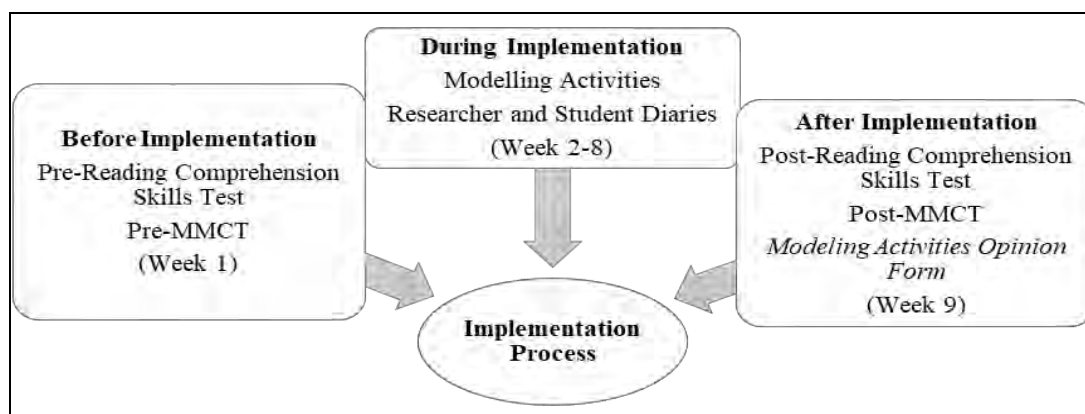 Before Implementation
Pre-Reading Comprehension
Skills Test
Pre-MMCT
(Week 1)
During Implementation
Modelling Activities
Researcher and Student Diaries
(Week 2-8)
After Implementation
Post-Reading Comprehension
Skills Test
Post-MMCT
Modeling Activities Opinion
Form
(Week 9)
Implementation
Process